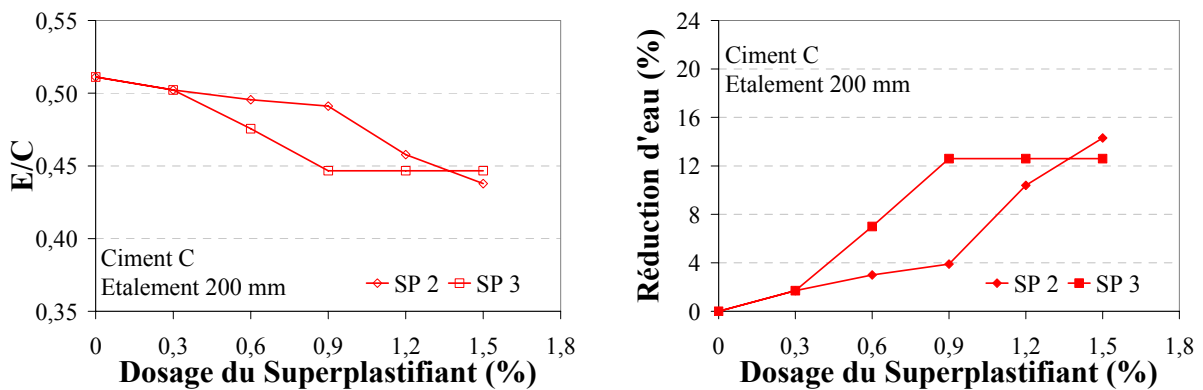 0,55
0,50
0,45
0,40
0,35
E/C
Ciment C
Etalement 200 mm
SP 2
SP 3
0 0,3 0,6 0,9 1,2 1,5 1,8
Dosage du Superplastifiant (%)
24
20
16
12
8
4
0
Réduction d'eau (%)
Ciment C
Etalement 200 mm
SP 2
SP 3
0 0,3 0,6 0,9 1,2 1,5 1,8
Dosage du Superplastifiant (%)